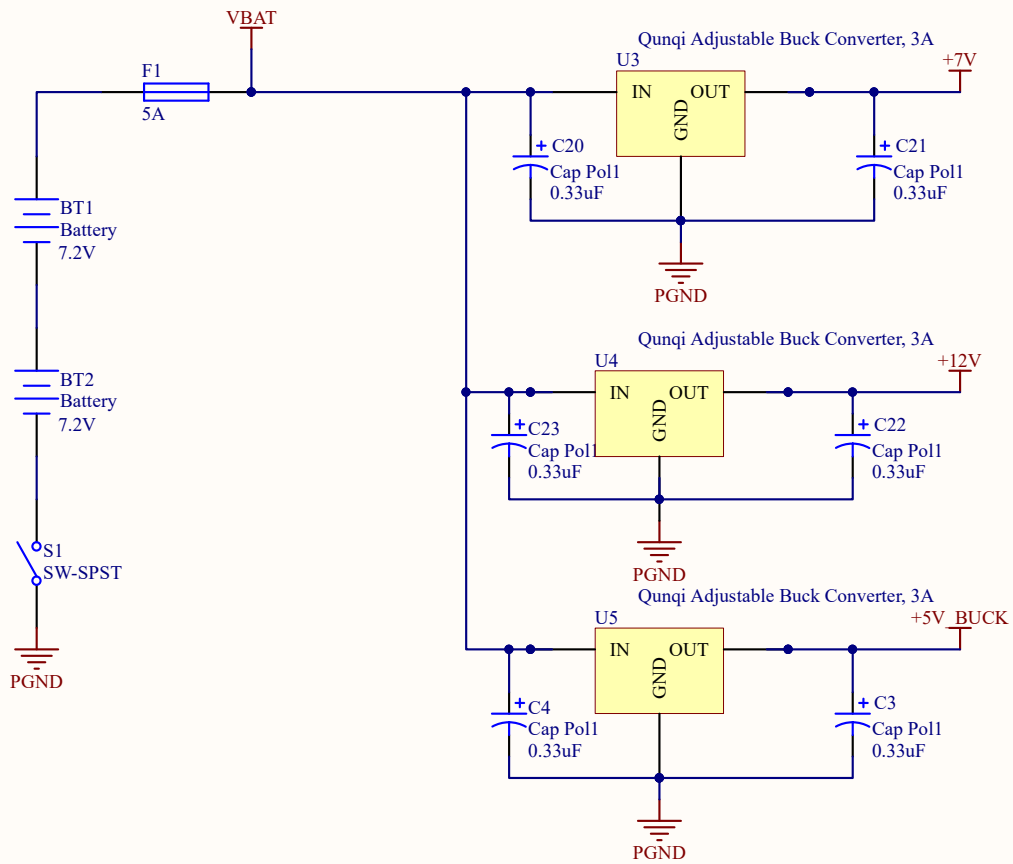 VBAT
F1
5A
BT1
Battery
7.2V
BT2
Battery
7.2V
S1
SW-SPST
PGND
Qunqi Adjustable Buck Converter, 3A
U3
+7V
IN
OUT
GND
+
C20
Cap Pol1
0.33uF
+
C21
Cap Pol1
0.33uF
PGND
Qunqi Adjustable Buck Converter, 3A
U4
+12V
IN
OUT
GND
+
C23
Cap Pol1
0.33uF
+
C22
Cap Pol1
0.33uF
PGND
Qunqi Adjustable Buck Converter, 3A
U5
+5V_BUCK
IN
OUT
GND
+
C4
Cap Pol1
0.33uF
+
C3
Cap Pol1
0.33uF
PGND